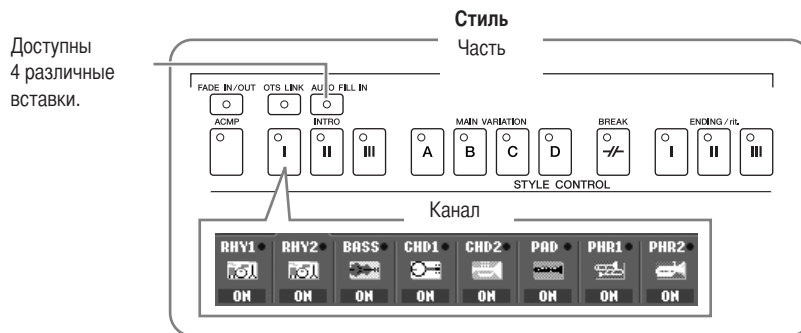 Стиль
Часть
Доступны
4 различные
вставки.
FADE IN/OUT OTS LINK AUTO FILL IN
ACMP INTRO MAIN VARIATION BREAK ENDING / rit.
I II III A B C D I II III
STYLE CONTROL
Канал
RHY1 RHY2 BASS CHD1 CHD2 PAD PHR1 PHR2
ON ON ON ON ON ON ON ON